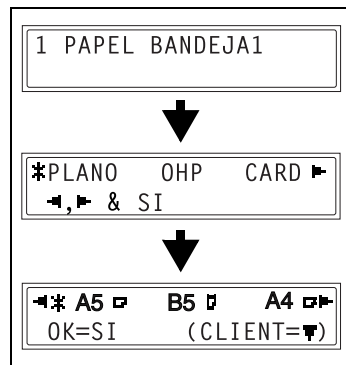 1 PAPEL BANDEJA1
*PLANO OHP CARD ►
◄,► & SI
◄* A5 B5 A4 ►
OK=SI (CLIENT=▼)